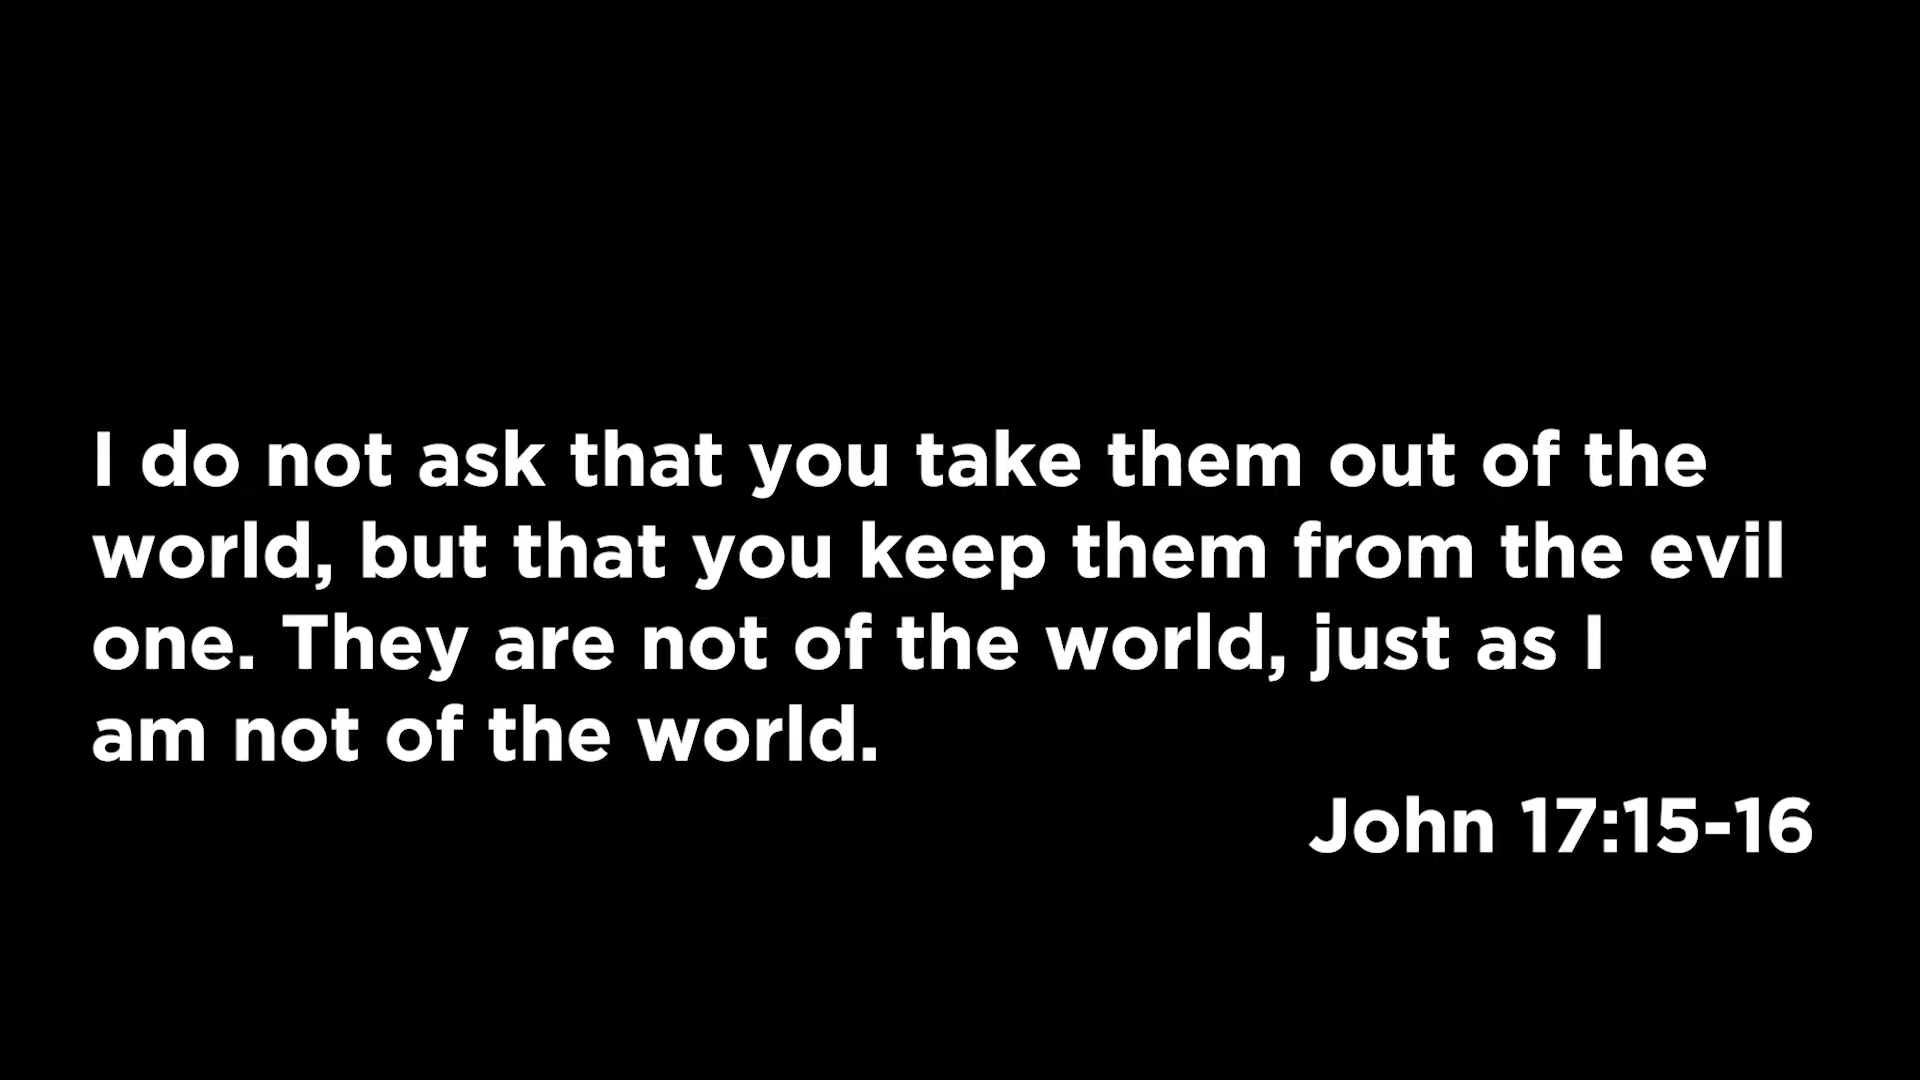 I do not ask that you take them out of the
world, but that you keep them from the evil
one. They are not of the world, just as I
am not of the world.
John 17:15-16